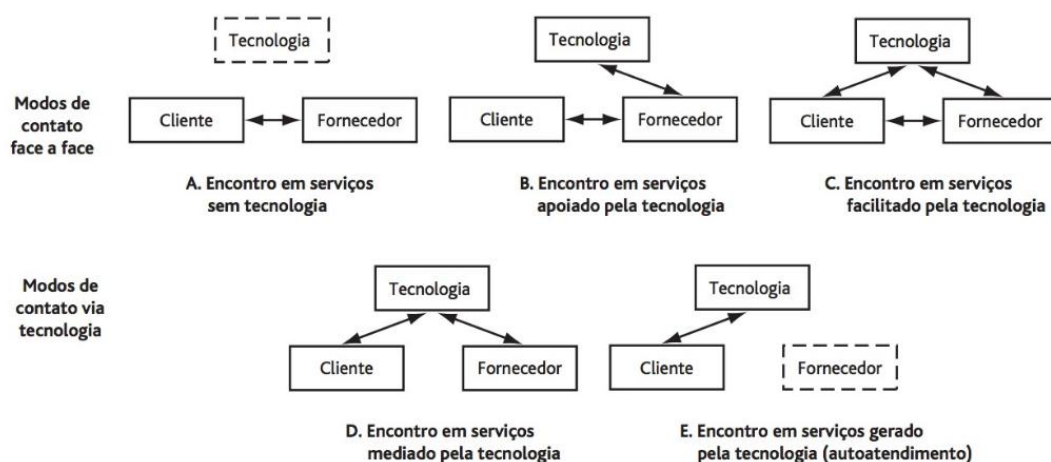 Tecnologia
Tecnologia
Tecnologia
Modos de
contato
face a face
Cliente
Fornecedor
Cliente
Fornecedor
Cliente
Fornecedor
A. Encontro em serviços
sem tecnologia
B. Encontro em serviços
apoiado pela tecnologia
C. Encontro em serviços
facilitado pela tecnologia
Modos de
contato via
tecnologia
Tecnologia
Tecnologia
Cliente
Fornecedor
Cliente
Fornecedor
D. Encontro em serviços
mediado pela tecnologia
E. Encontro em serviços gerado
pela tecnologia (autoatendimento)